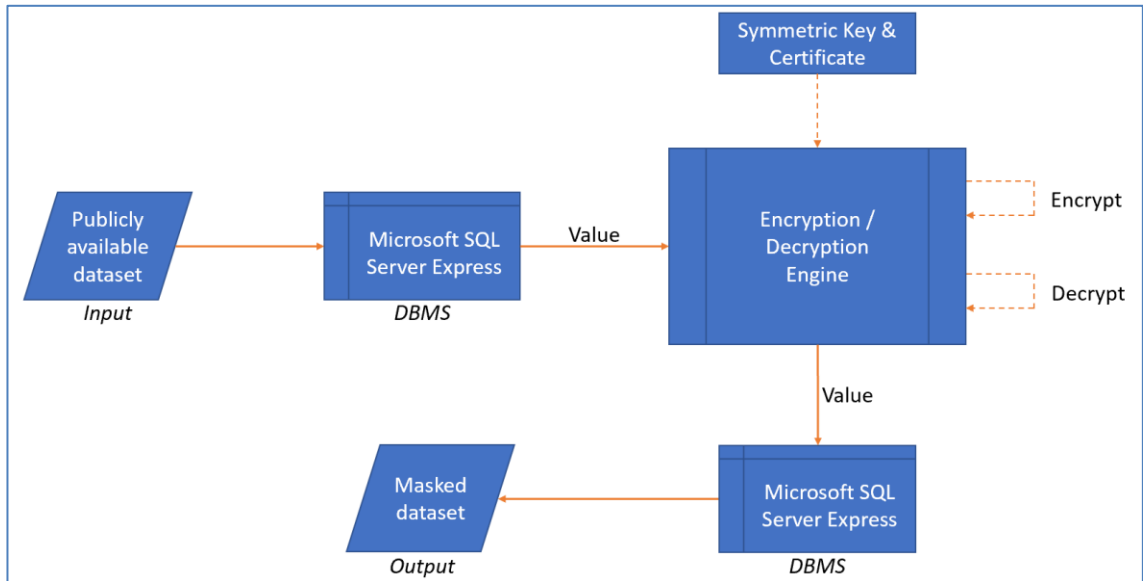 Symmetric Key &
Certificate
Publicly
available
dataset
Input
Microsoft SQL
Server Express
DBMS
Value
Encryption /
Decryption
Engine
Encrypt
Decrypt
Value
Masked
dataset
Output
Microsoft SQL
Server Express
DBMS